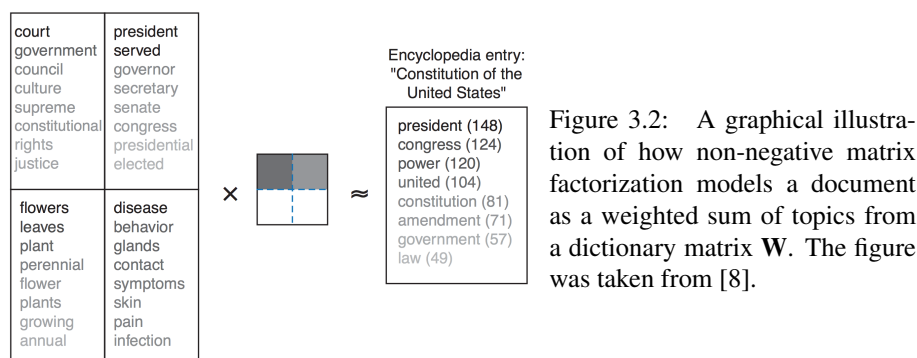 court
government
council
culture
supreme
constitutional
rights
justice
president
served
governor
secretary
senate
congress
presidential
elected
flowers
leaves
plant
perennial
flower
plants
growing
annual
disease
behavior
glands
contact
symptoms
skin
pain
infection
×
≈
Encyclopedia entry:
"Constitution of the
United States"
president (148)
congress (124)
power (120)
united (104)
constitution (81)
amendment (71)
government (57)
law (49)
Figure 3.2: A graphical illustra-
tion of how non-negative matrix
factorization models a document
as a weighted sum of topics from
a dictionary matrix W. The figure
was taken from [8].